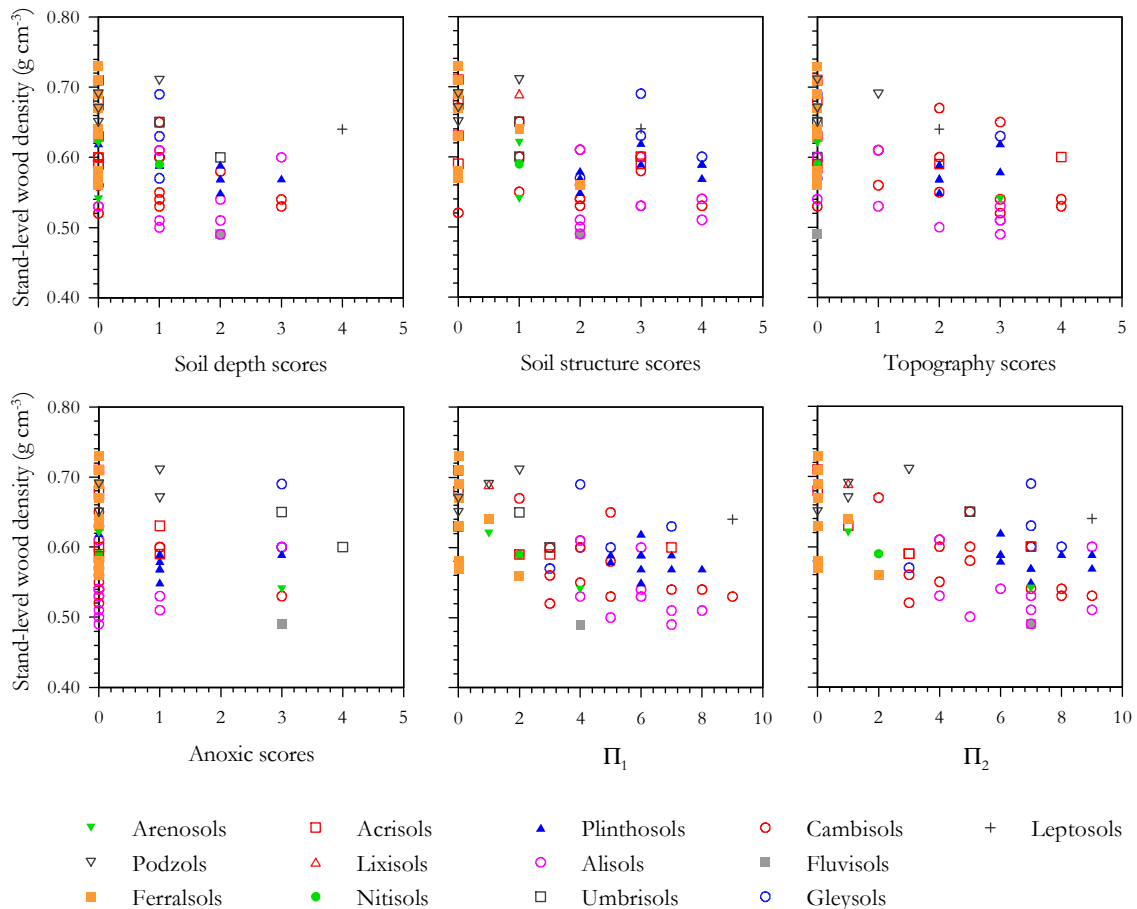 0.80
0.70
0.60
0.50
0.40
Stand-level wood density (g cm-3)
0 1 2 3 4 5
Soil depth scores
0 1 2 3 4 5
Soil structure scores
0 1 2 3 4 5
Topography scores
0.80
0.70
0.60
0.50
0.40
Stand-level wood density (g cm-3)
0 1 2 3 4 5
Anoxic scores
0 2 4 6 8 10
Π1
0 2 4 6 8 10
Π2
Arenosols Acrisols Plinthosols Cambisols Leptosols
Podzols Lixisols Alisols Fluvisols
Ferralsols Nitisols Umbrisols Gleysols